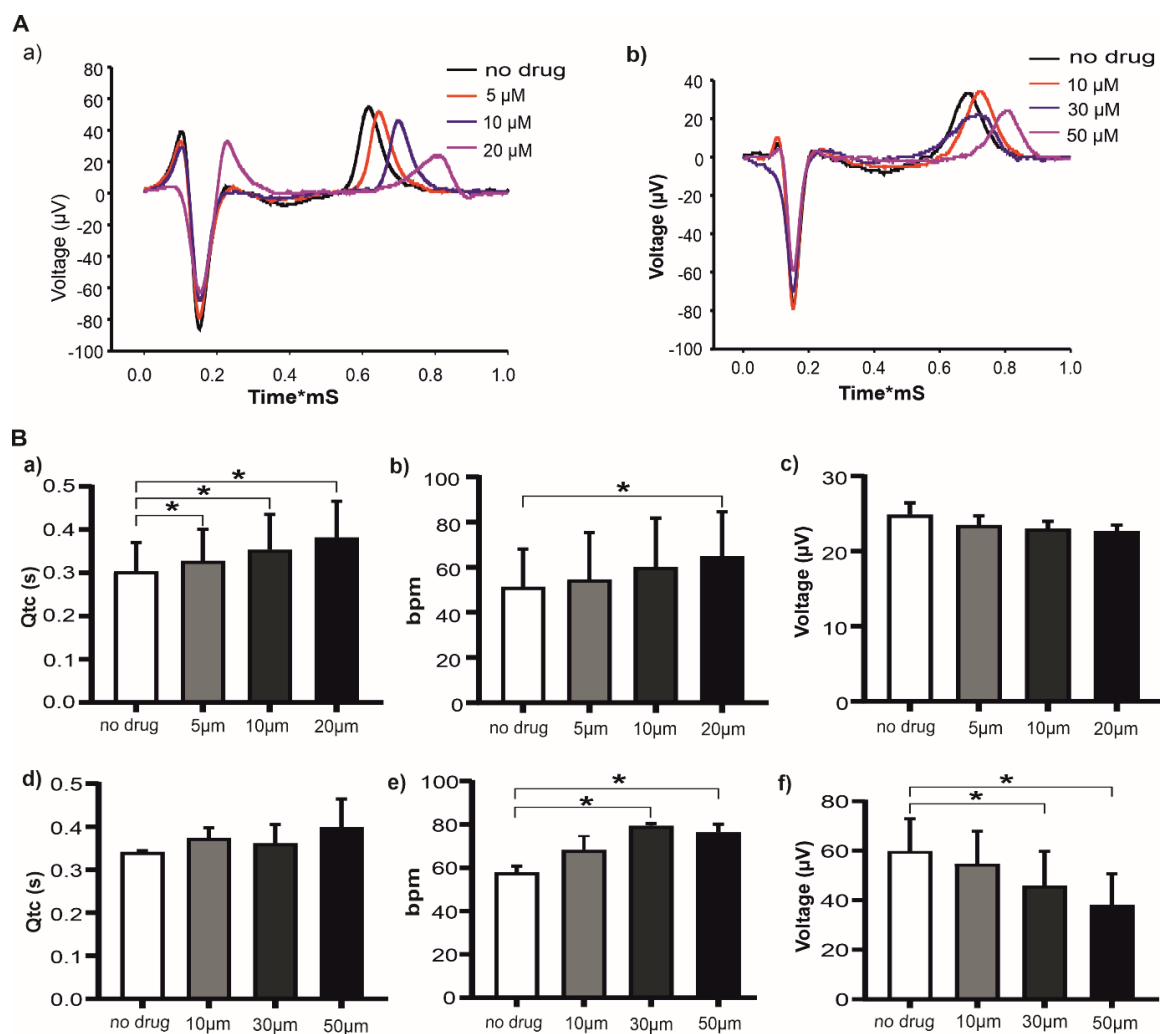 A
a)
80
60
40
20
0
-20
-40
-60
-80
-100
Voltage (µV)
0.0 0.2 0.4 0.6 0.8 1.0
Time*mS
no drug
5 µM
10 µM
20 µM
b)
40
20
0
-20
-40
-60
-80
-100
Voltage (µV)
0.0 0.2 0.4 0.6 0.8 1.0
Time*mS
no drug
10 µM
30 µM
50 µM
B
a)
0.5
0.4
0.3
0.2
0.1
0.0
Qtc (s)
* * *
no drug 5µm 10µm 20µm
b)
100
80
60
40
20
0
bpm
*
no drug 5µm 10µm 20µm
c)
30
20
10
0
Voltage (µV)
no drug 5µm 10µm 20µm
d)
0.5
0.4
0.3
0.2
0.1
0.0
Qtc (s)
no drug 10µm 30µm 50µm
e)
100
80
60
40
20
0
bpm
* *
no drug 10µm 30µm 50µm
f)
80
60
40
20
0
Voltage (µV)
* *
no drug 10µm 30µm 50µm